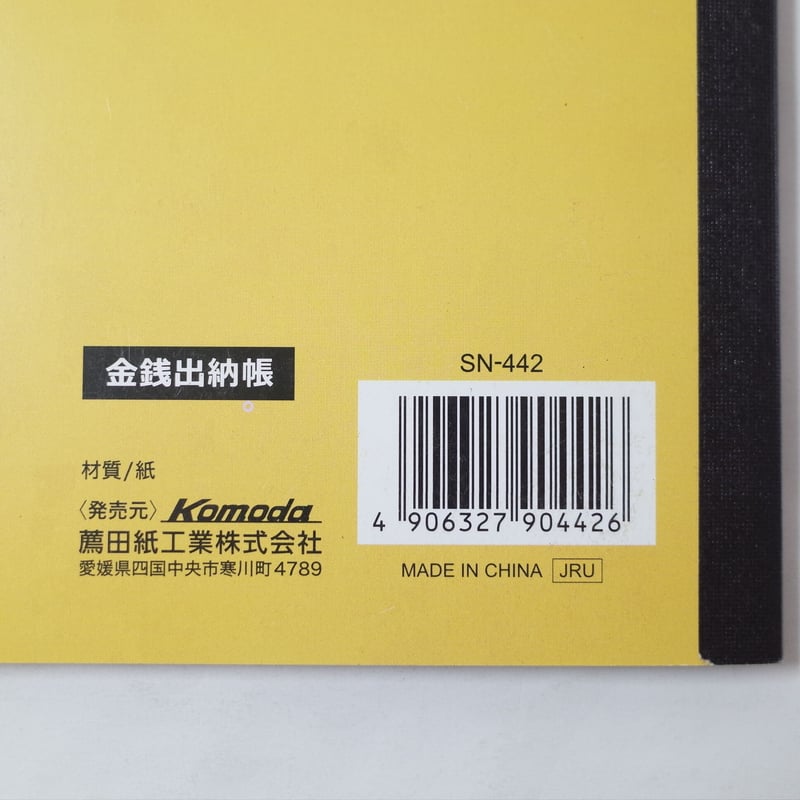 金銭出納帳
材質/紙
〈発売元〉Komoda
薦田紙工業株式会社
愛媛県四国中央市寒川町4789
SN-442
4 906327 904426
MADE IN CHINA JRU